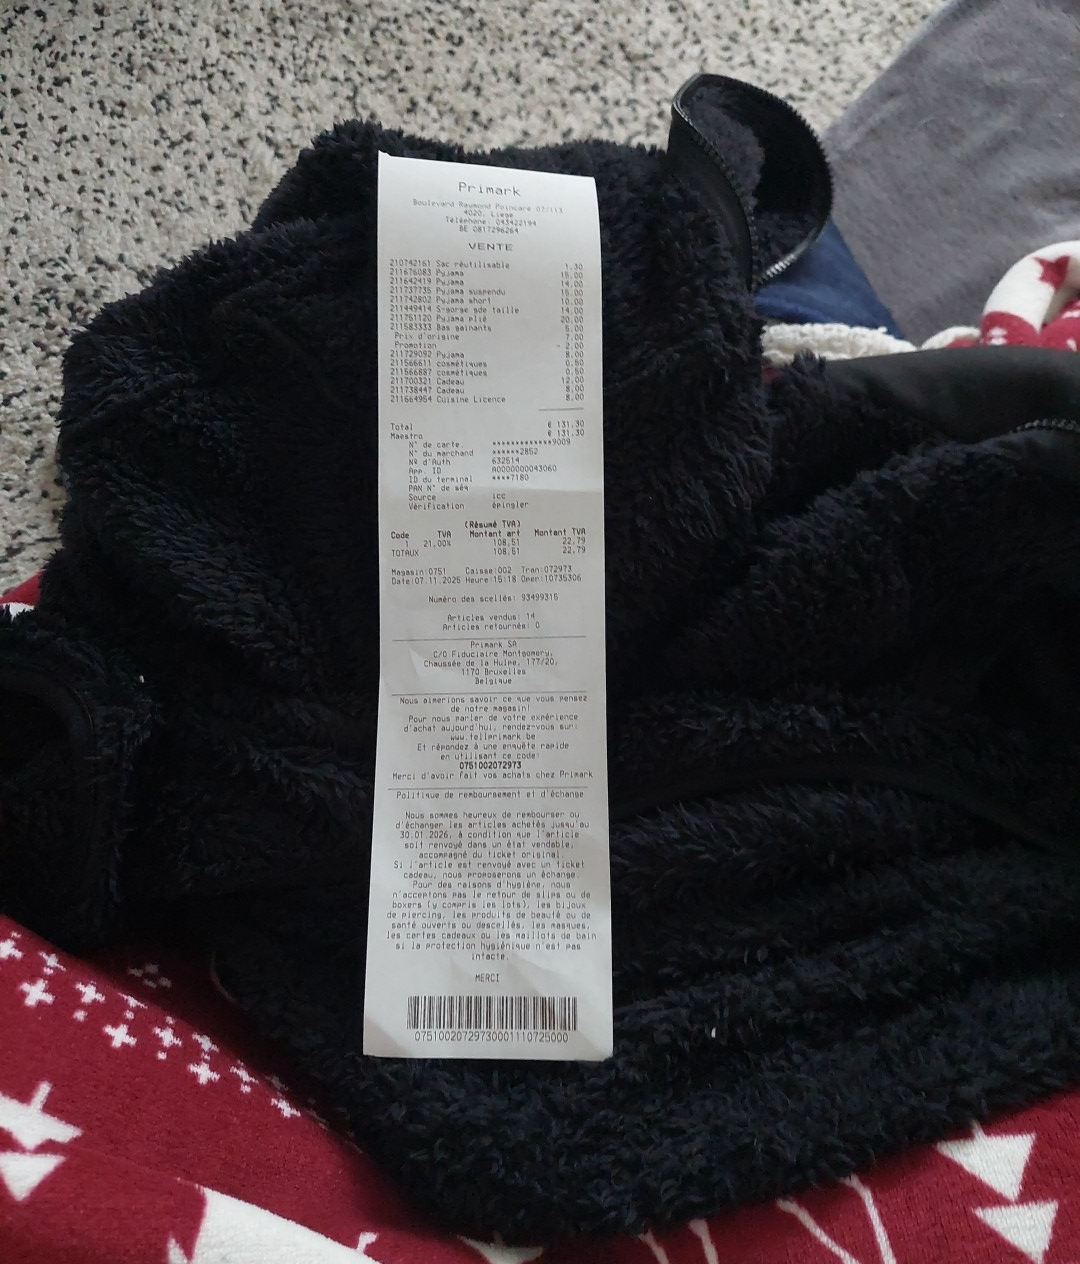 Primark
Boulevard Raymond Poincaré 07/113
4020, Liege
Téléphone. 043422194
BE 0817296264
VENTE
210742161 Sac réutilisable 1.30
211676083 Pyjama 15.00
211642419 Pyjama 14.00
211737735 Pyjama suspendu 15.00
211742802 Pyjama short 10.00
211449414 S-gorge gde taille 14.00
211751120 Pyjama plié 20.00
211583333 Bas gainants 5.00
Prix d'origine 7.00
Promotion - 2.00
211729092 Pyjama 8.00
211566611 cosmétiques 0.50
211566687 cosmétiques 0.50
211700321 Cadeau 12.00
211738447 Cadeau 8.00
211664954 Cuisine Licence 8.00
Total € 131.30
Maestro € 131.30
N° de carte. ************9009
N° du marchand ******2852
Nº d'Auth 632514
App. ID A0000000043060
ID du terminal ****7180
PAN N° de séq
Source icc
Vérification épingler
(Résumé TVA)
Code TVA Montant art Montant TVA
1 21,00% 108.51 22.79
TOTAUX 108.51 22.79
Magasin:0751 Caisse:002 Tran:072973
Date:07.11.2025 Heure:15:18 Oper:10735306
Numéro des scellés: 93499315
Articles vendus: 14
Articles retournés: 0
Primark SA
C/O Fiduciaire Montgomery,
Chaussée de la Hulpe, 177/20,
1170 Bruxelles
Belgique
Nous aimerions savoir ce que vous pensez
de notre magasin!
Pour nous parler de votre expérience
d'achat aujourd'hui, rendez-vous sur:
www.tellprimark.be
Et répondez à une enquête rapide
en utilisant ce code:
0751002072973
Merci d'avoir fait vos achats chez Primark
Politique de remboursement et d'échange
Nous sommes heureux de rembourser ou
d'échanger les articles achetés jusqu'au
30.01.2026, à condition que l'article
soit renvoyé dans un état vendable,
accompagné du ticket original.
Si l'article est renvoyé avec un ticket
cadeau, nous proposerons un échange.
Pour des raisons d'hygiène, nous
n'acceptons pas le retour de slips ou de
boxers (y compris les lots), les bijoux
de piercing, les produits de beauté ou de
santé ouverts ou descellés, les masques,
les cartes cadeaux ou les maillots de bain
si la protection hygiénique n'est pas
intacte.
MERCI
07510020729730001110725000